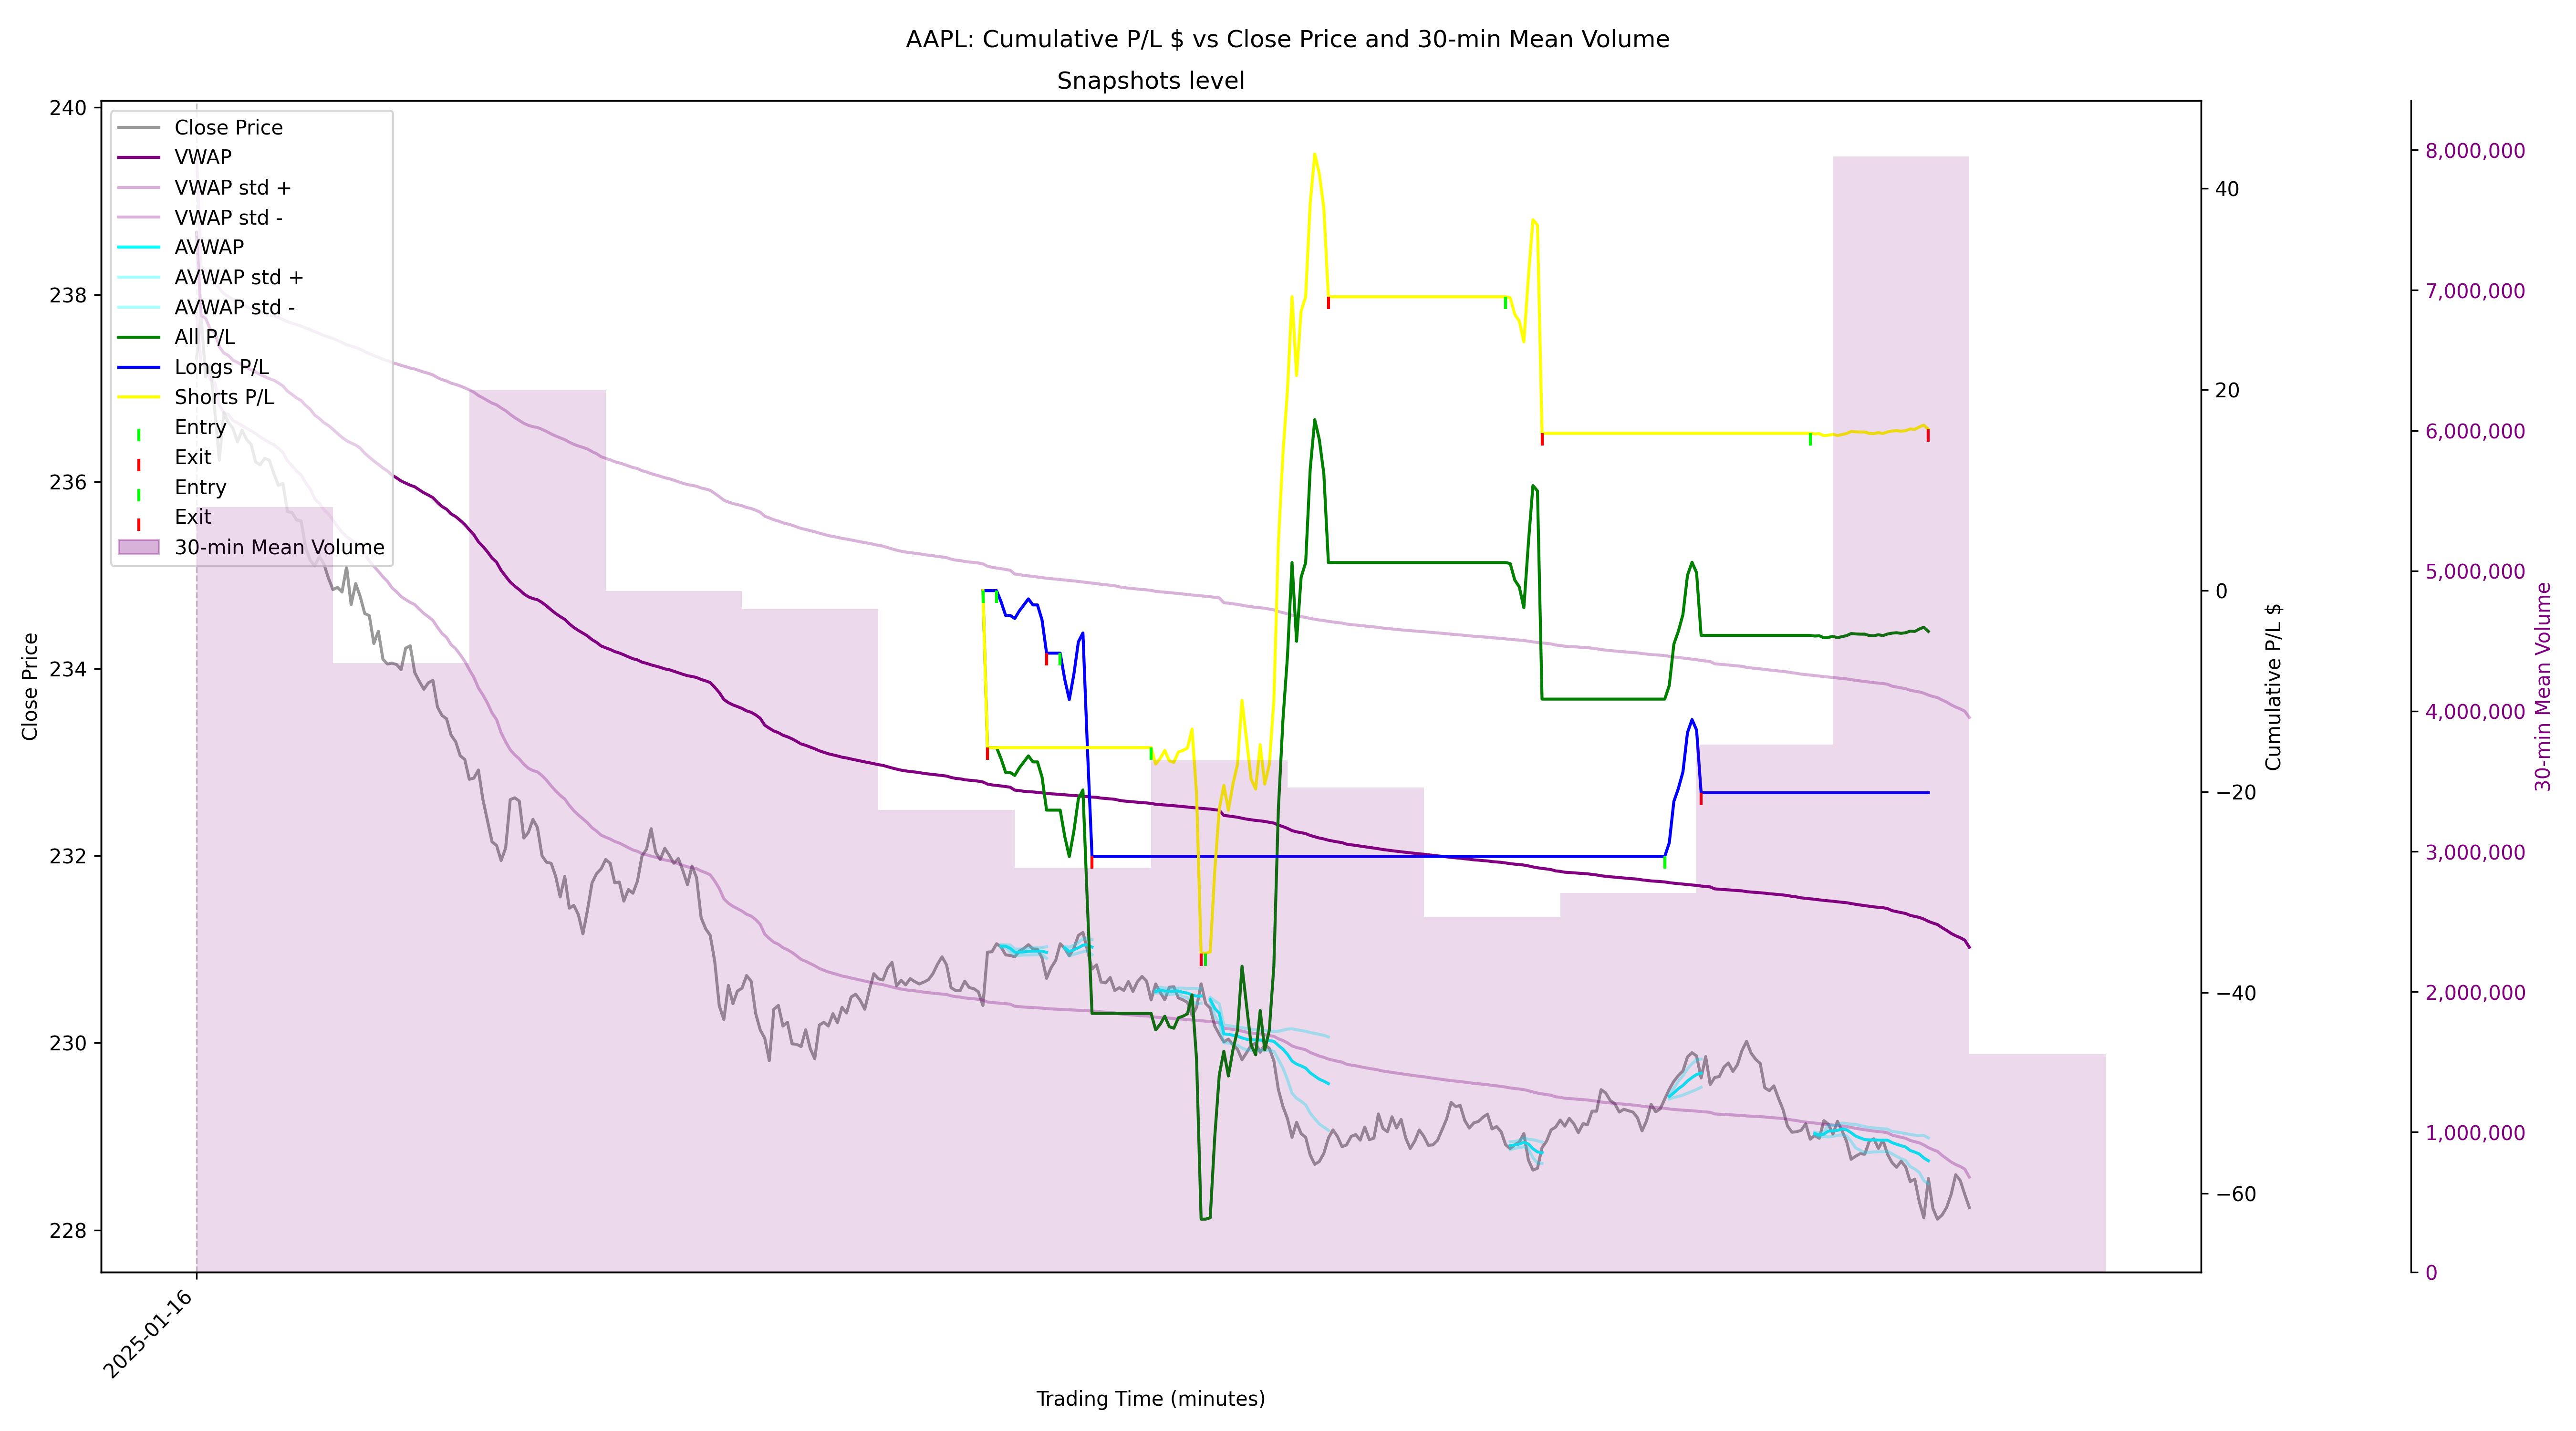 AAPL: Cumulative P/L $ vs Close Price and 30-min Mean Volume
Snapshots level
Close Price
VWAP
VWAP std +
VWAP std -
AVWAP
AVWAP std +
AVWAP std -
All P/L
Longs P/L
Shorts P/L
Entry
Exit
Entry
Exit
30-min Mean Volume
240
238
236
234
232
230
228
Close Price
40
20
0
−20
−40
−60
Cumulative P/L $
8,000,000
7,000,000
6,000,000
5,000,000
4,000,000
3,000,000
2,000,000
1,000,000
0
30-min Mean Volume
2025-01-16
Trading Time (minutes)